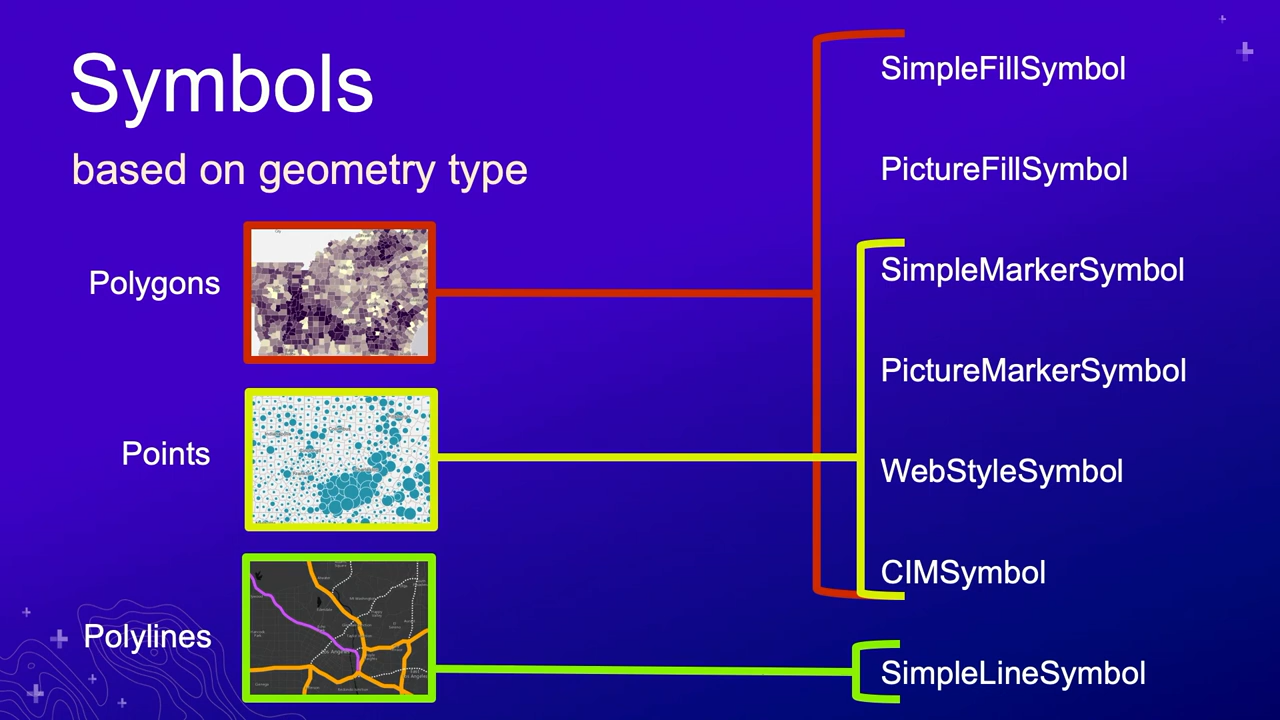 Symbols
based on geometry type
Polygons
Points
Polylines
SimpleFillSymbol
PictureFillSymbol
SimpleMarkerSymbol
PictureMarkerSymbol
WebStyleSymbol
CIMSymbol
SimpleLineSymbol